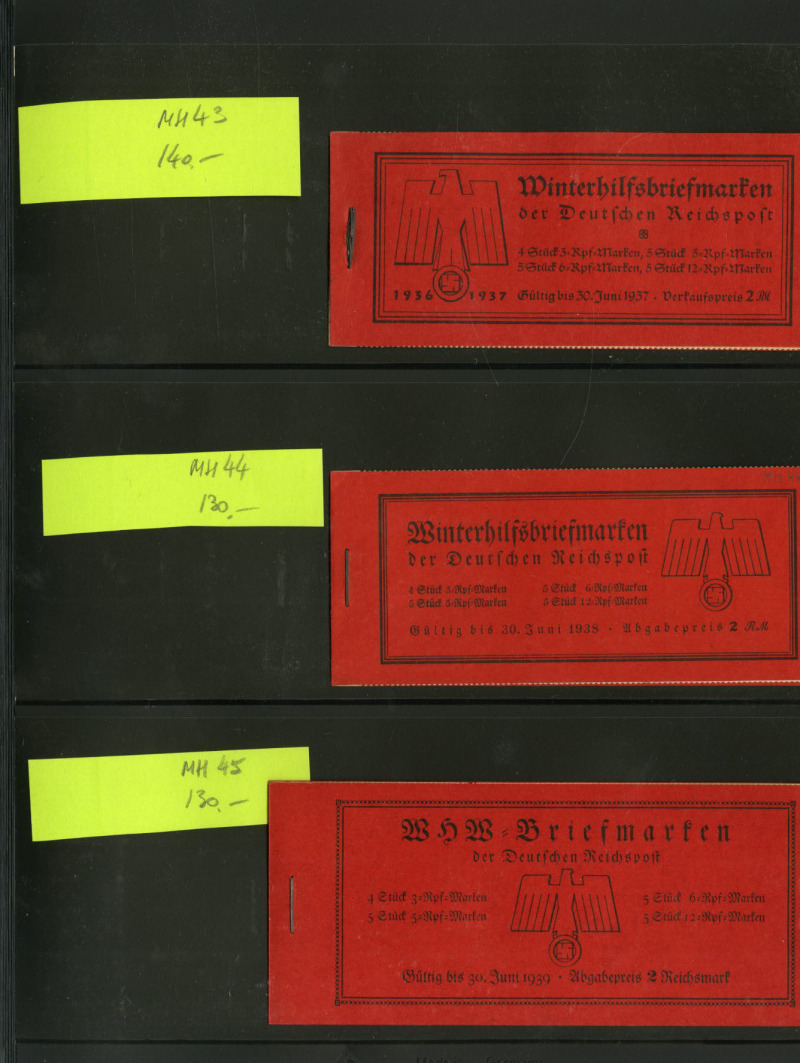 MH 43
140,—
Winterhilfsbriefmarken
der Deutschen Reichspost
4 Stück 3=Rpf=Marken, 5 Stück 5=Rpf=Marken
5 Stück 6=Rpf=Marken, 5 Stück 12=Rpf=Marken
1936 1937 Gültig bis 30. Juni 1937 · Verkaufspreis 2 RM
MH 44
130,—
Winterhilfsbriefmarken
der Deutschen Reichspost
4 Stück 3=Rpf=Marken 5 Stück 6=Rpf=Marken
5 Stück 5=Rpf=Marken 5 Stück 12=Rpf=Marken
Gültig bis 30. Juni 1938 · Abgabepreis 2 RM
MH 45
130,—
WHW=Briefmarken
der Deutschen Reichspost
4 Stück 3=Rpf=Marken 5 Stück 6=Rpf=Marken
5 Stück 5=Rpf=Marken 5 Stück 12=Rpf=Marken
Gültig bis 30. Juni 1939 · Abgabepreis 2 Reichsmark